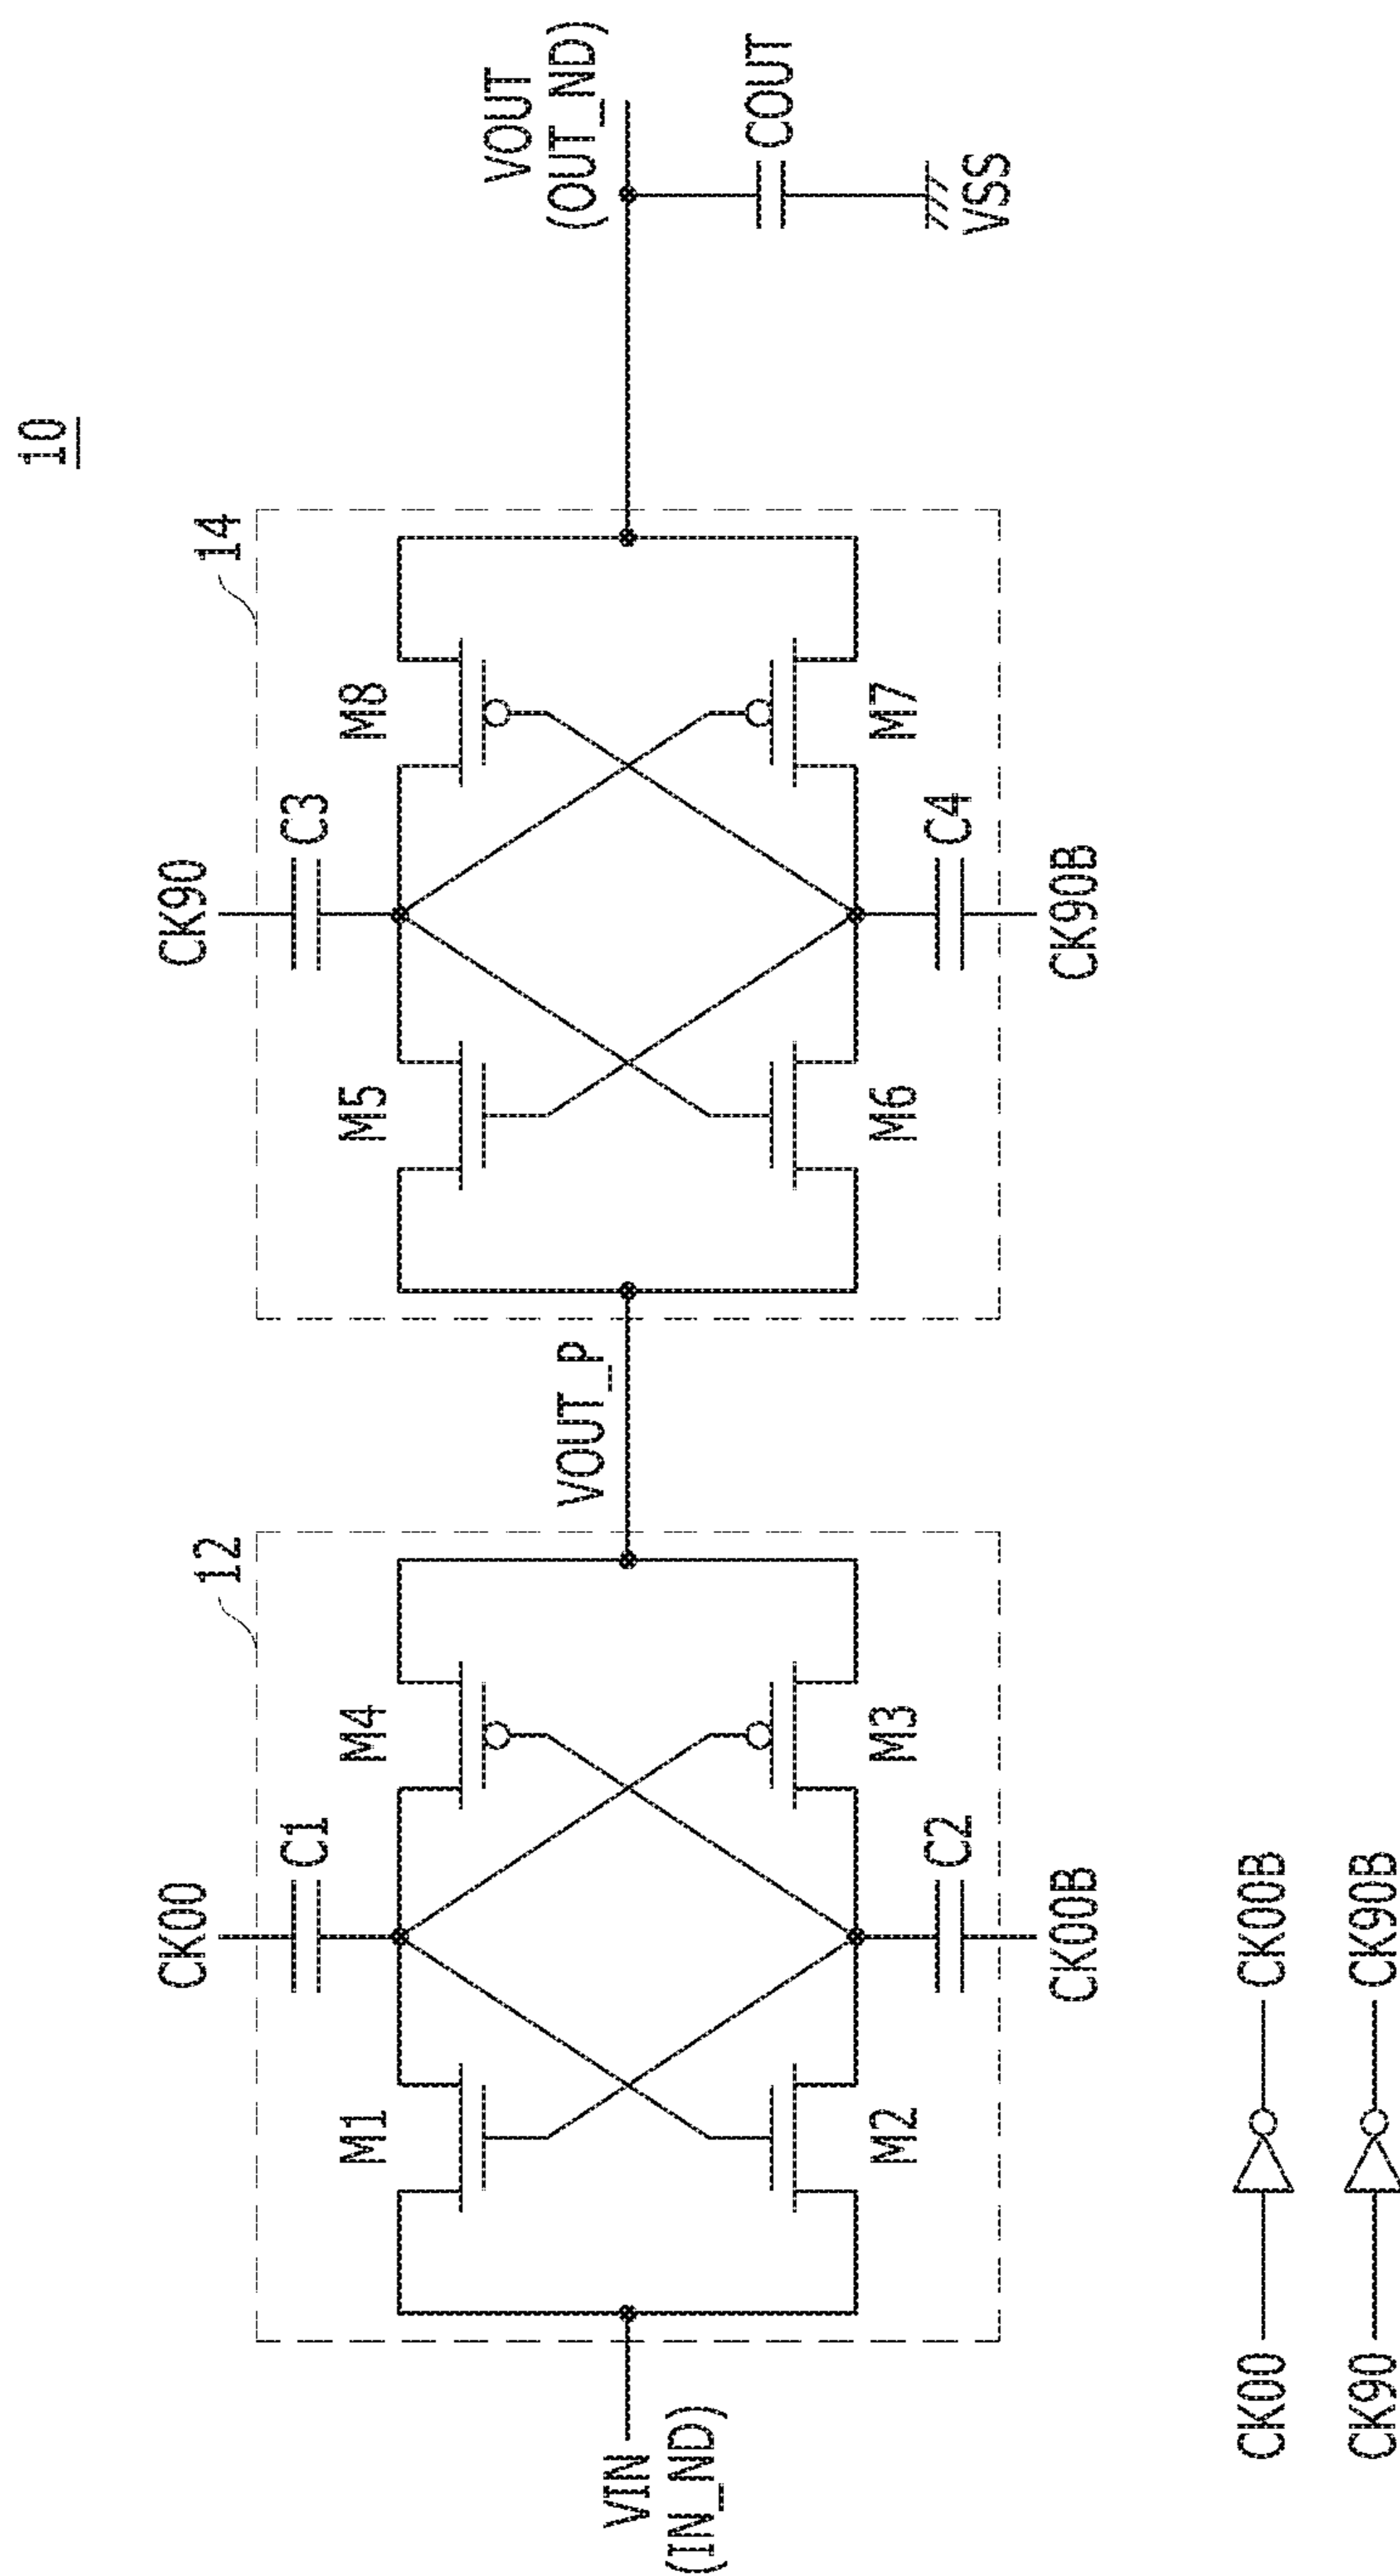 10
12
14
CK00
C1
CK90
C3
M1
M4
M5
M8
VIN
(IN_ND)
VOUT_P
VOUT
(OUT_ND)
COUT
VSS
M2
M3
M6
M7
C2
CK00B
C4
CK90B
CK00
CK00B
CK90
CK90B